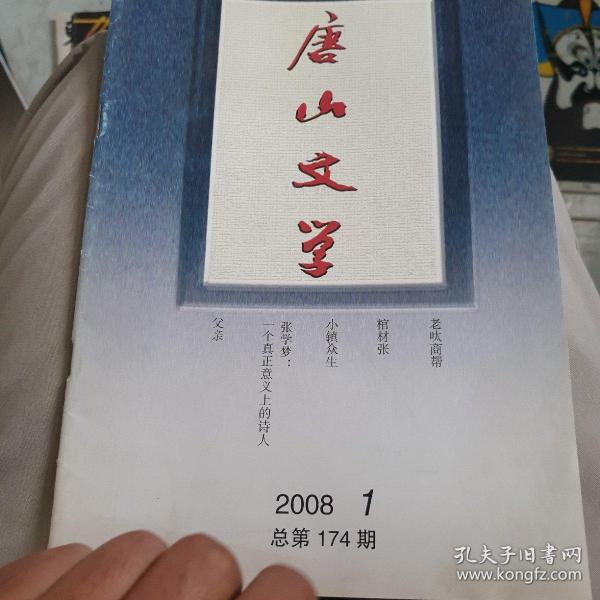 唐山文学
老呔商帮
棺材张
小镇众生
张学梦：
一个真正意义上的诗人
父亲
2008 1
总第174期
孔夫子旧书网
www.kongfz.com